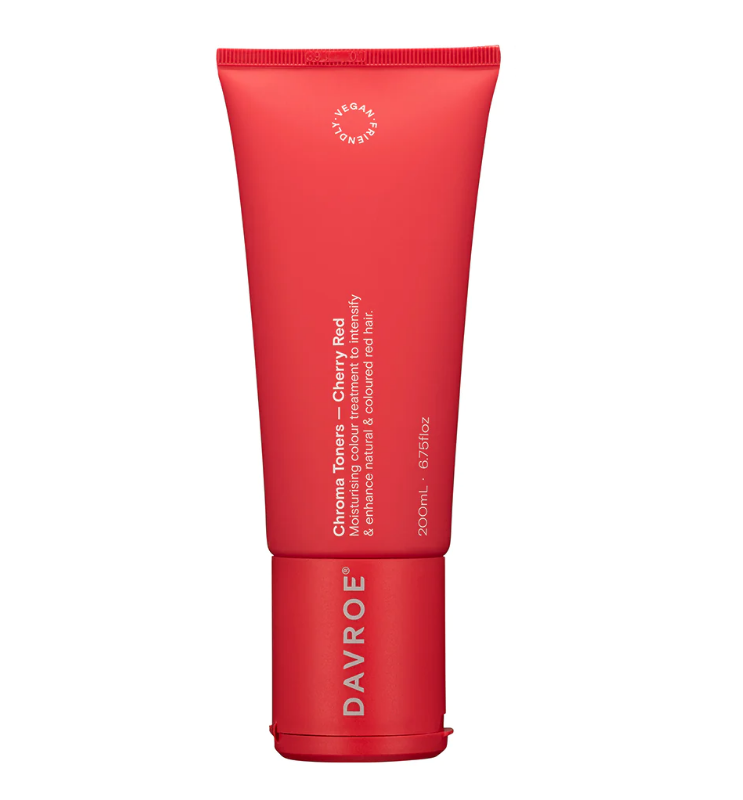 VEGAN · FRIENDLY ·
Chroma Toners — Cherry Red
Moisturising colour treatment to intensify
& enhance natural & coloured red hair.
200mL · 6.75floz
DAVROE®